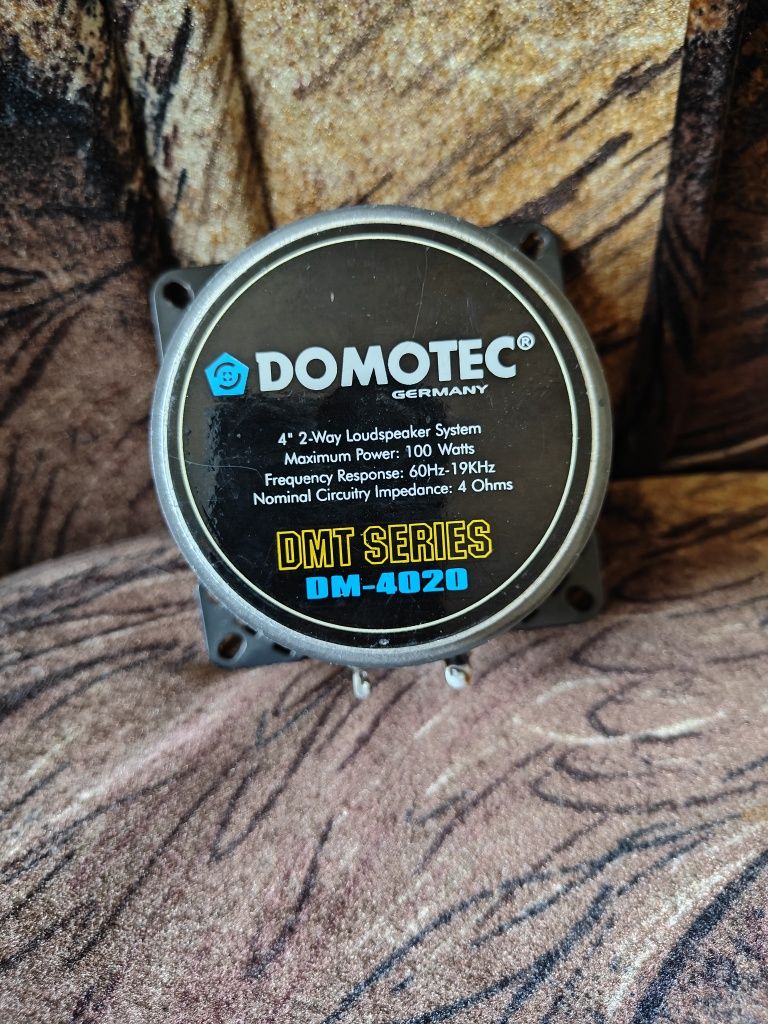 DOMOTEC®
GERMANY
4" 2-Way Loudspeaker System
Maximum Power: 100 Watts
Frequency Response: 60Hz-19KHz
Nominal Circuitry Impedance: 4 Ohms
DMT SERIES
DM-4020